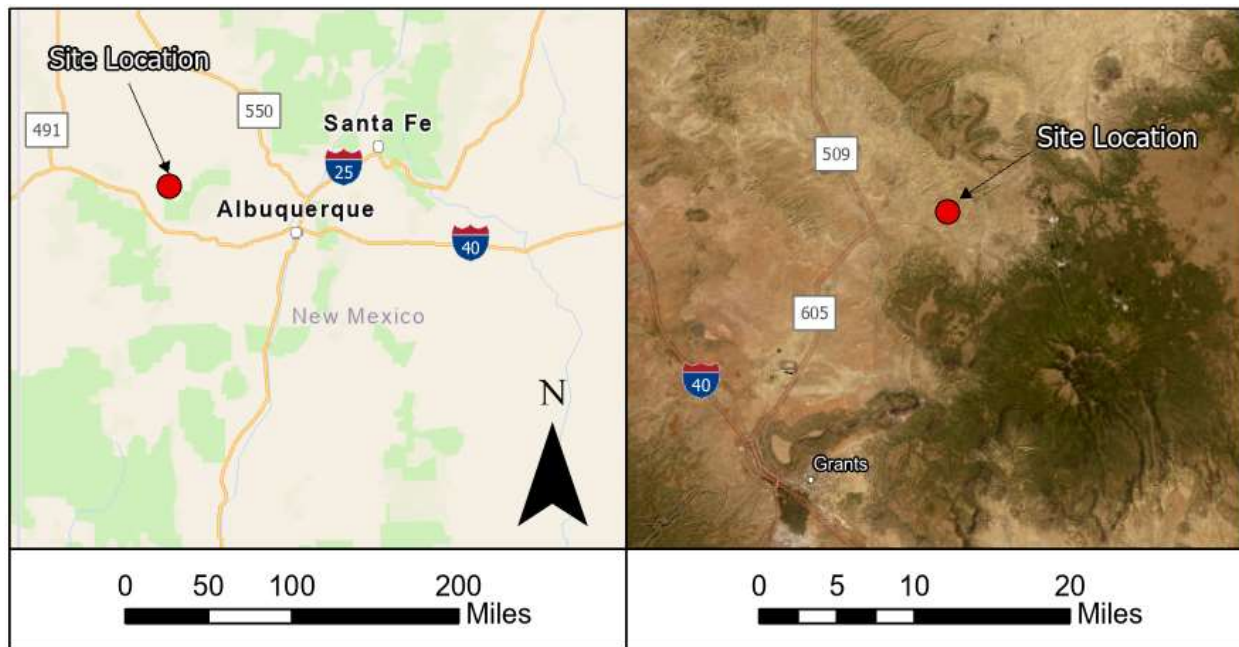 Site Location
491
550
Santa Fe
25
Albuquerque
40
New Mexico
N
0 50 100 200
Miles
509
Site Location
605
40
Grants
0 5 10 20
Miles